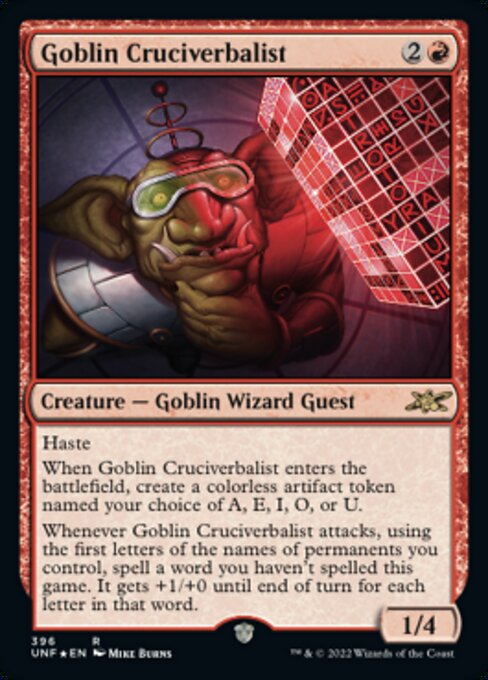 Goblin Cruciverbalist 2
Creature — Goblin Wizard Guest
Haste
When Goblin Cruciverbalist enters the
battlefield, create a colorless artifact token
named your choice of A, E, I, O, or U.
Whenever Goblin Cruciverbalist attacks, using
the first letters of the names of permanents you
control, spell a word you haven't spelled this
game. It gets +1/+0 until end of turn for each
letter in that word.
1/4
396 R
UNF★EN Mike Burns
™ & © 2022 Wizards of the Coast